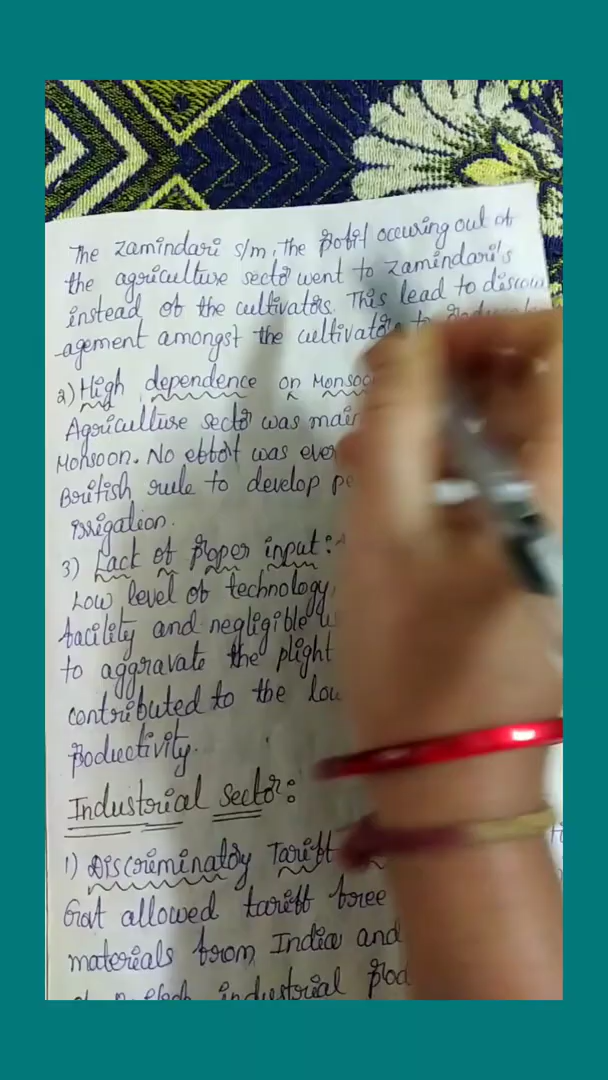 The zamindari s/m, the profit occuring out of
the agriculture sector went to zamindari's
instead of the cultivators. This lead to discour
-agement amongst the cultivators to
2) High dependence on Monsoo
Agriculture sector was main
Monsoon. No effort was ever
British rule to develop pe
irrigation.
3) Lack of proper input:
Low level of technology,
facility and negligible u
to aggravate the plight
contributed to the low
productivity.
Industrial sector:
1) Discriminatory Tariff
Govt allowed tariff free
materials from India and
industrial prod